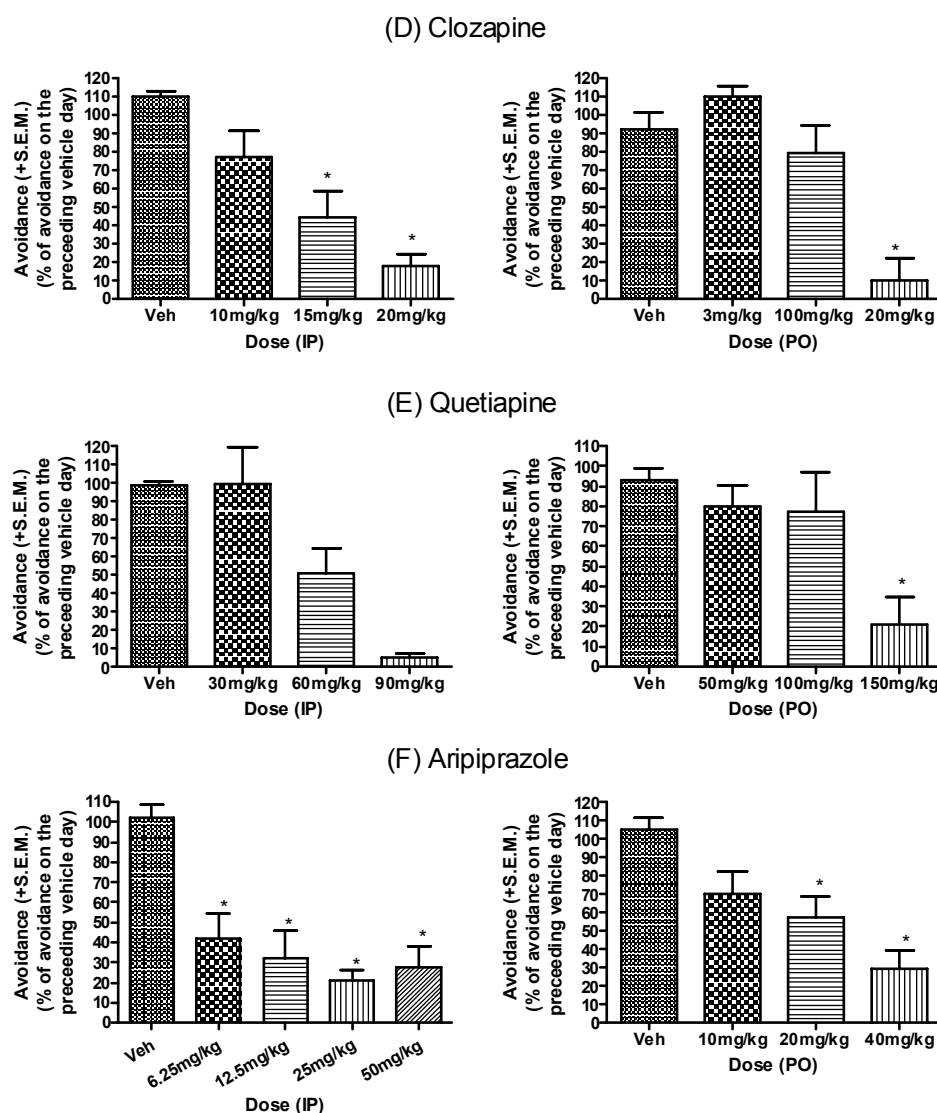 (D) Clozapine
Avoidance (+S.E.M.)
(% of avoidance on the
preceeding vehicle day)
120
110
100
90
80
70
60
50
40
30
20
10
0
*
*
Veh 10mg/kg 15mg/kg 20mg/kg
Dose (IP)
Avoidance (+S.E.M.)
(% of avoidance on the
preceeding vehicle day)
120
110
100
90
80
70
60
50
40
30
20
10
0
*
Veh 3mg/kg 100mg/kg 20mg/kg
Dose (PO)
(E) Quetiapine
Avoidance (+S.E.M.)
(% of avoidance on the
preceeding vehicle day)
120
110
100
90
80
70
60
50
40
30
20
10
0
Veh 30mg/kg 60mg/kg 90mg/kg
Dose (IP)
Avoidance (+S.E.M.)
(% of avoidance on the
preceeding vehicle day)
110
100
90
80
70
60
50
40
30
20
10
0
*
Veh 50mg/kg 100mg/kg 150mg/kg
Dose (PO)
(F) Aripiprazole
Avoidance (+S.E.M.)
(% of avoidance on the
preceeding vehicle day)
110
100
90
80
70
60
50
40
30
20
10
0
*
*
*
*
Veh 6.25mg/kg 12.5mg/kg 25mg/kg 50mg/kg
Dose (IP)
Avoidance (+S.E.M.)
(% of avoidance on the
preceeding vehicle day)
120
110
100
90
80
70
60
50
40
30
20
10
0
*
*
Veh 10mg/kg 20mg/kg 40mg/kg
Dose (PO)